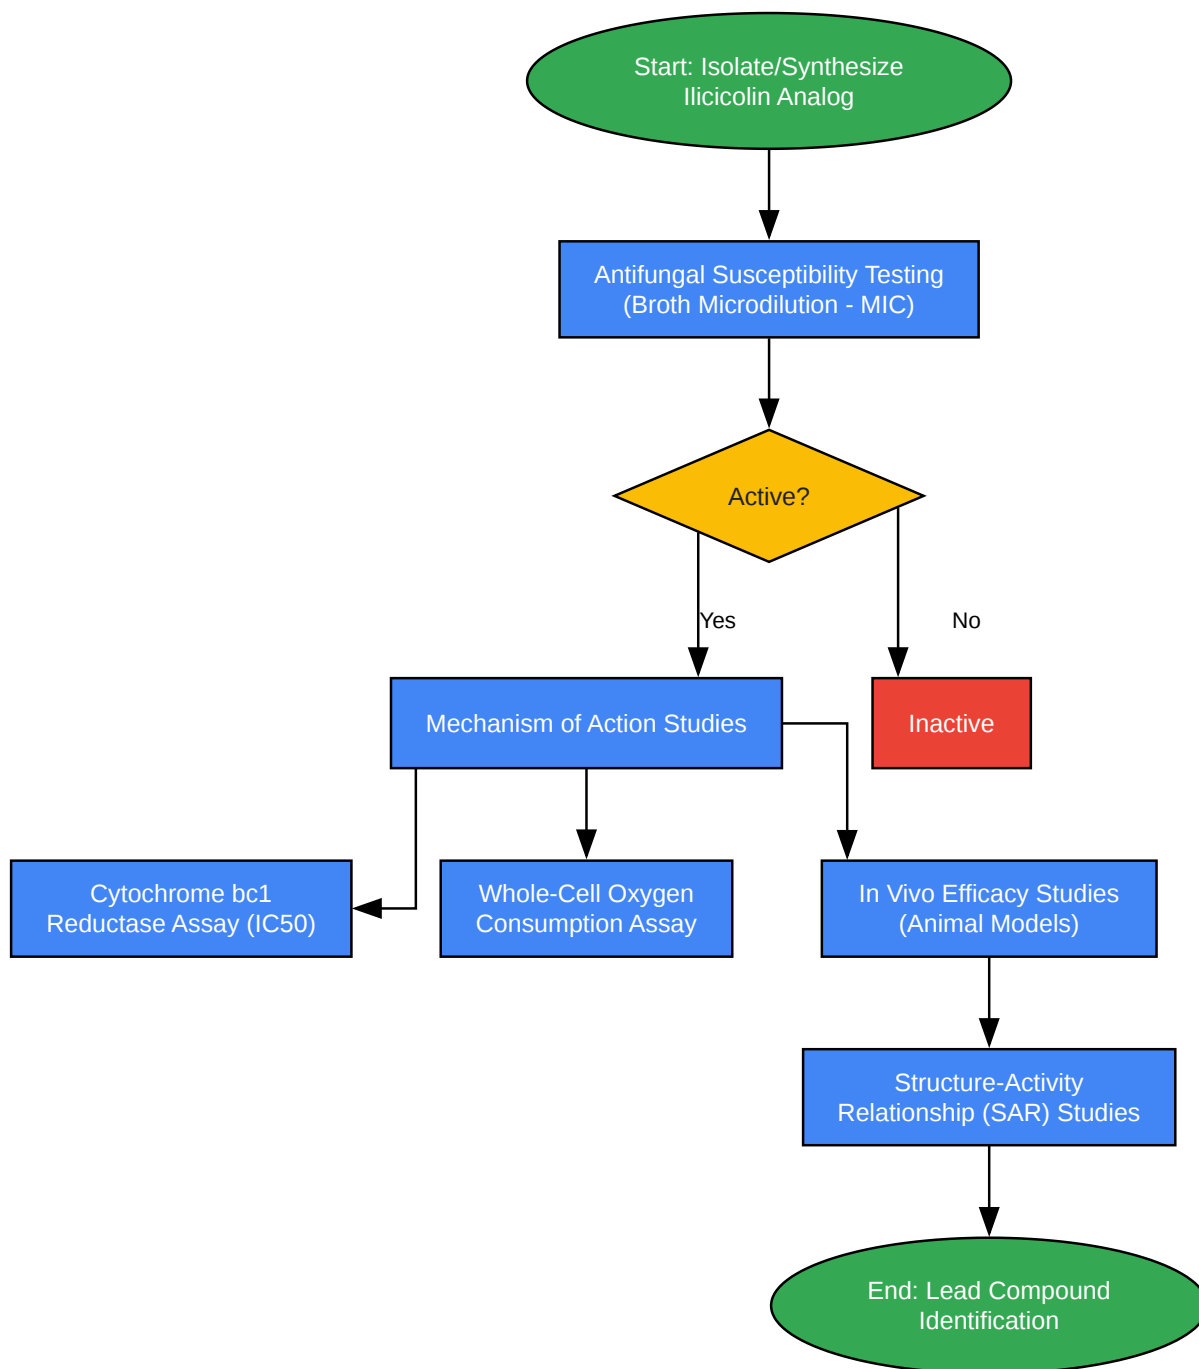 Start: Isolate/Synthesize
Ilicicolin Analog
Antifungal Susceptibility Testing
(Broth Microdilution - MIC)
Active?
Yes
No
Mechanism of Action Studies
Inactive
Cytochrome bc1
Reductase Assay (IC50)
Whole-Cell Oxygen
Consumption Assay
In Vivo Efficacy Studies
(Animal Models)
Structure-Activity
Relationship (SAR) Studies
End: Lead Compound
Identification